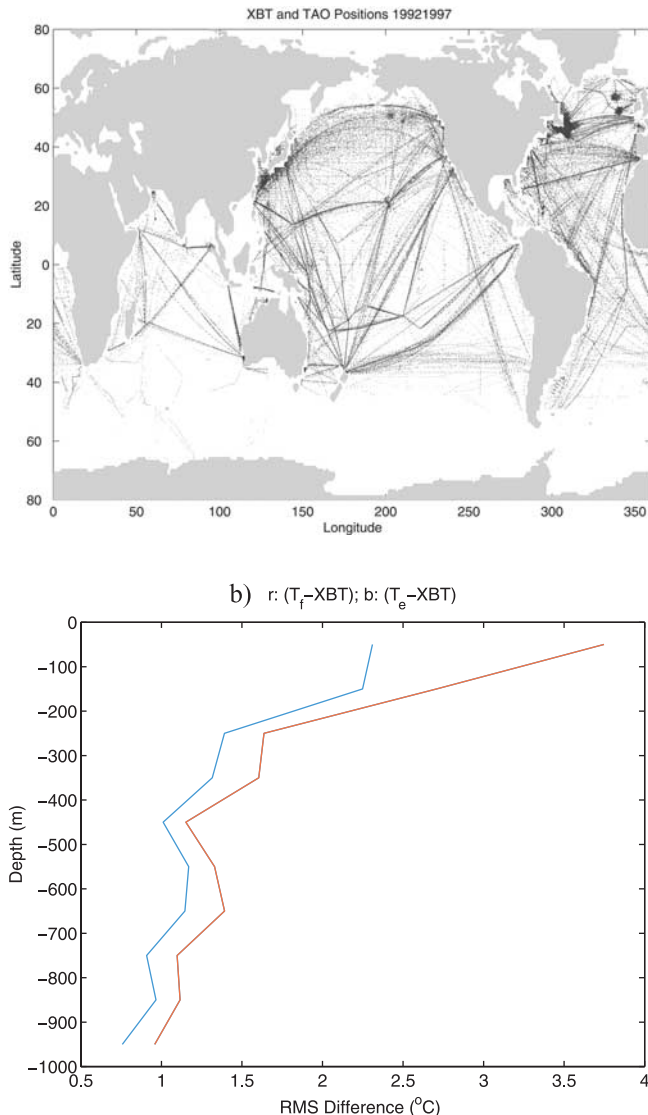 XBT and TAO Positions 19921997
80
60
40
20
0
20
40
60
80
Latitude
0 50 100 150 200 250 300 350
Longitude
b) r: (T_f−XBT); b: (T_e−XBT)
0
−100
−200
−300
−400
−500
−600
−700
−800
−900
−1000
Depth (m)
0.5 1 1.5 2 2.5 3 3.5 4
RMS Difference (°C)